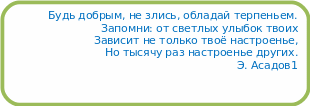 Будь добрым, не злись, обладай терпеньем.
Запомни: от светлых улыбок твоих
Зависит не только твоё настроенье,
Но тысячу раз настроенье других.
Э. Асадов1